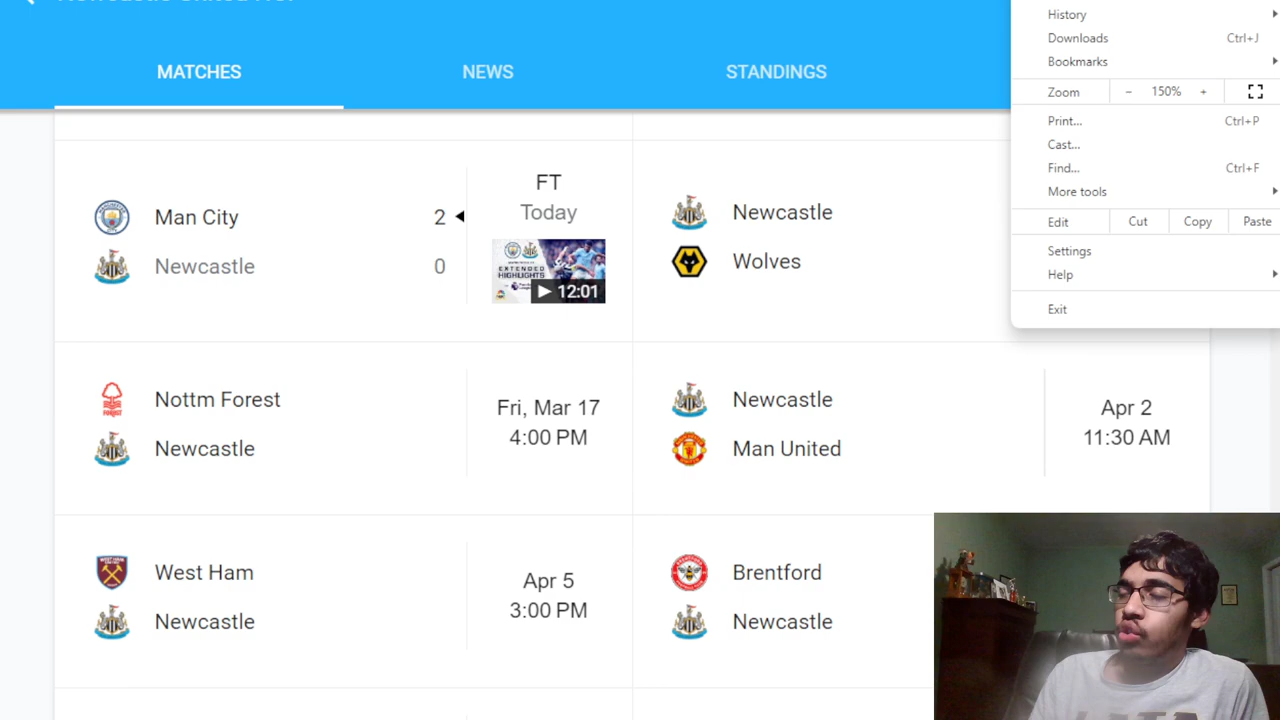 MATCHES
NEWS
STANDINGS
Man City
2
Newcastle
0
FT
Today
EXTENDED
HIGHLIGHTS
12:01
Newcastle
Wolves
Nottm Forest
Newcastle
Fri, Mar 17
4:00 PM
Newcastle
Man United
Apr 2
11:30 AM
West Ham
Newcastle
Apr 5
3:00 PM
Brentford
Newcastle
History
Downloads
Ctrl+J
Bookmarks
Zoom
− 150% +
Print...
Ctrl+P
Cast...
Find...
Ctrl+F
More tools
Edit
Cut
Copy
Paste
Settings
Help
Exit